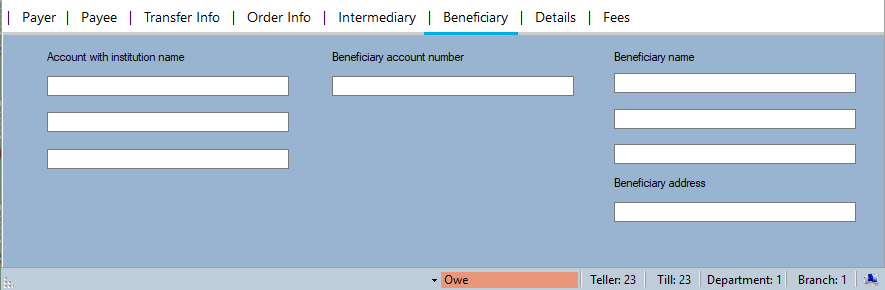 Payer | Payee | Transfer Info | Order Info | Intermediary | Beneficiary | Details | Fees
Account with institution name Beneficiary account number Beneficiary name
Beneficiary address
Owe Teller: 23 Till: 23 Department: 1 Branch: 1